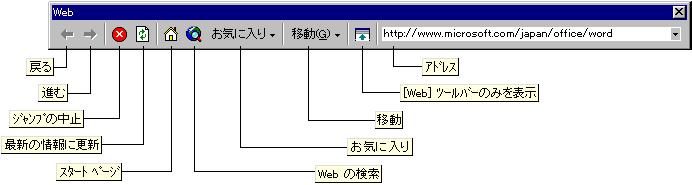 Web
お気に入り 移動(G) http://www.microsoft.com/japan/office/word
戻る
ｱﾄﾞﾚｽ
進む
[Web] ﾂｰﾙﾊﾞｰのみを表示
ｼﾞｬﾝﾌﾟの中止
移動
最新の情報に更新
お気に入り
ｽﾀｰﾄ ﾍﾟｰｼﾞ
Web の検索